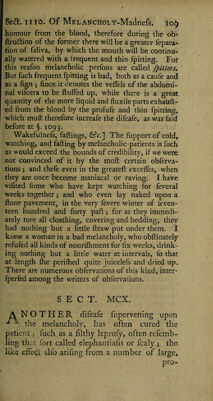 Sect. 1110. Of MELANCHOLY-Madness. 109
humour from the blood, therefore during the ob-
struction of the former there will be a greater separa-
tion of saliva, by which the mouth will be continu-
ally watered with a frequent and thin spitting. For
this reason melancholic persons are called spitters.
But such frequent spitting is bad, both as a cause and
as a sign; since it denotes the vessels of the abdomi-
nal viscera to be stuffed up, while there is a great
quantity of the more liquid and fluxile parts exhaust-
ed from the blood by the profuse and thin spitting,
which must therefore increase the disease, as was said
before at §. 1093.
Wakefulness, fastings, &c.] The support of cold,
watching, and fasting by melancholic patients is such
as would exceed the bounds of credibility, if we were
not convinced of it by the most certain observa-
tions; and these even in the greatest excesses, when
they are once become maniacal or raving. I have
visited some who have kept watching for several
weeks together; and who even lay naked upon a
stone pavement, in the very severe winter of seven-
teen hundred and forty past; for as they immedi-
ately tore all cloathing, covering and bedding, they
had nothing but a little straw put under them. I
knew a woman in a bad melancholy, who obstinately
refused all kinds of nourishment for six weeks, drink-
ing nothing but a little water at intervals, so that
at length she perished quite juiceless and dried up.
There are numerous observations of this kind, inter-
spersed among the writers of observations.
SECT. MCX.
ANOTHER disease supervening upon
the melancholy, has often cured the
patient; such as a filthy leprosy, often resemb-
ling that sort called elephantiasis or scaly; the
like effect also arising from a number of large,
pro-